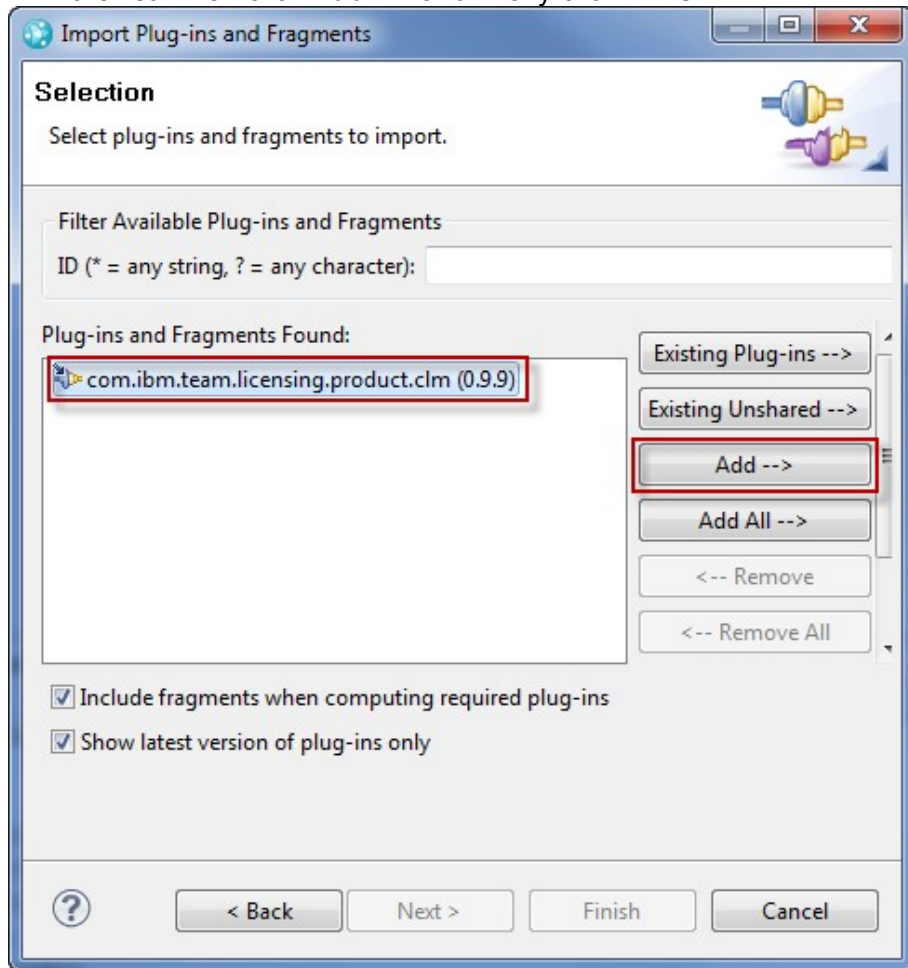 Import Plug-ins and Fragments
Selection
Select plug-ins and fragments to import.
Filter Available Plug-ins and Fragments
ID (* = any string, ? = any character):
Plug-ins and Fragments Found:
com.ibm.team.licensing.product.clm (0.9.9)
Existing Plug-ins -->
Existing Unshared -->
Add -->
Add All -->
<-- Remove
<-- Remove All
Include fragments when computing required plug-ins
Show latest version of plug-ins only
< Back Next > Finish Cancel